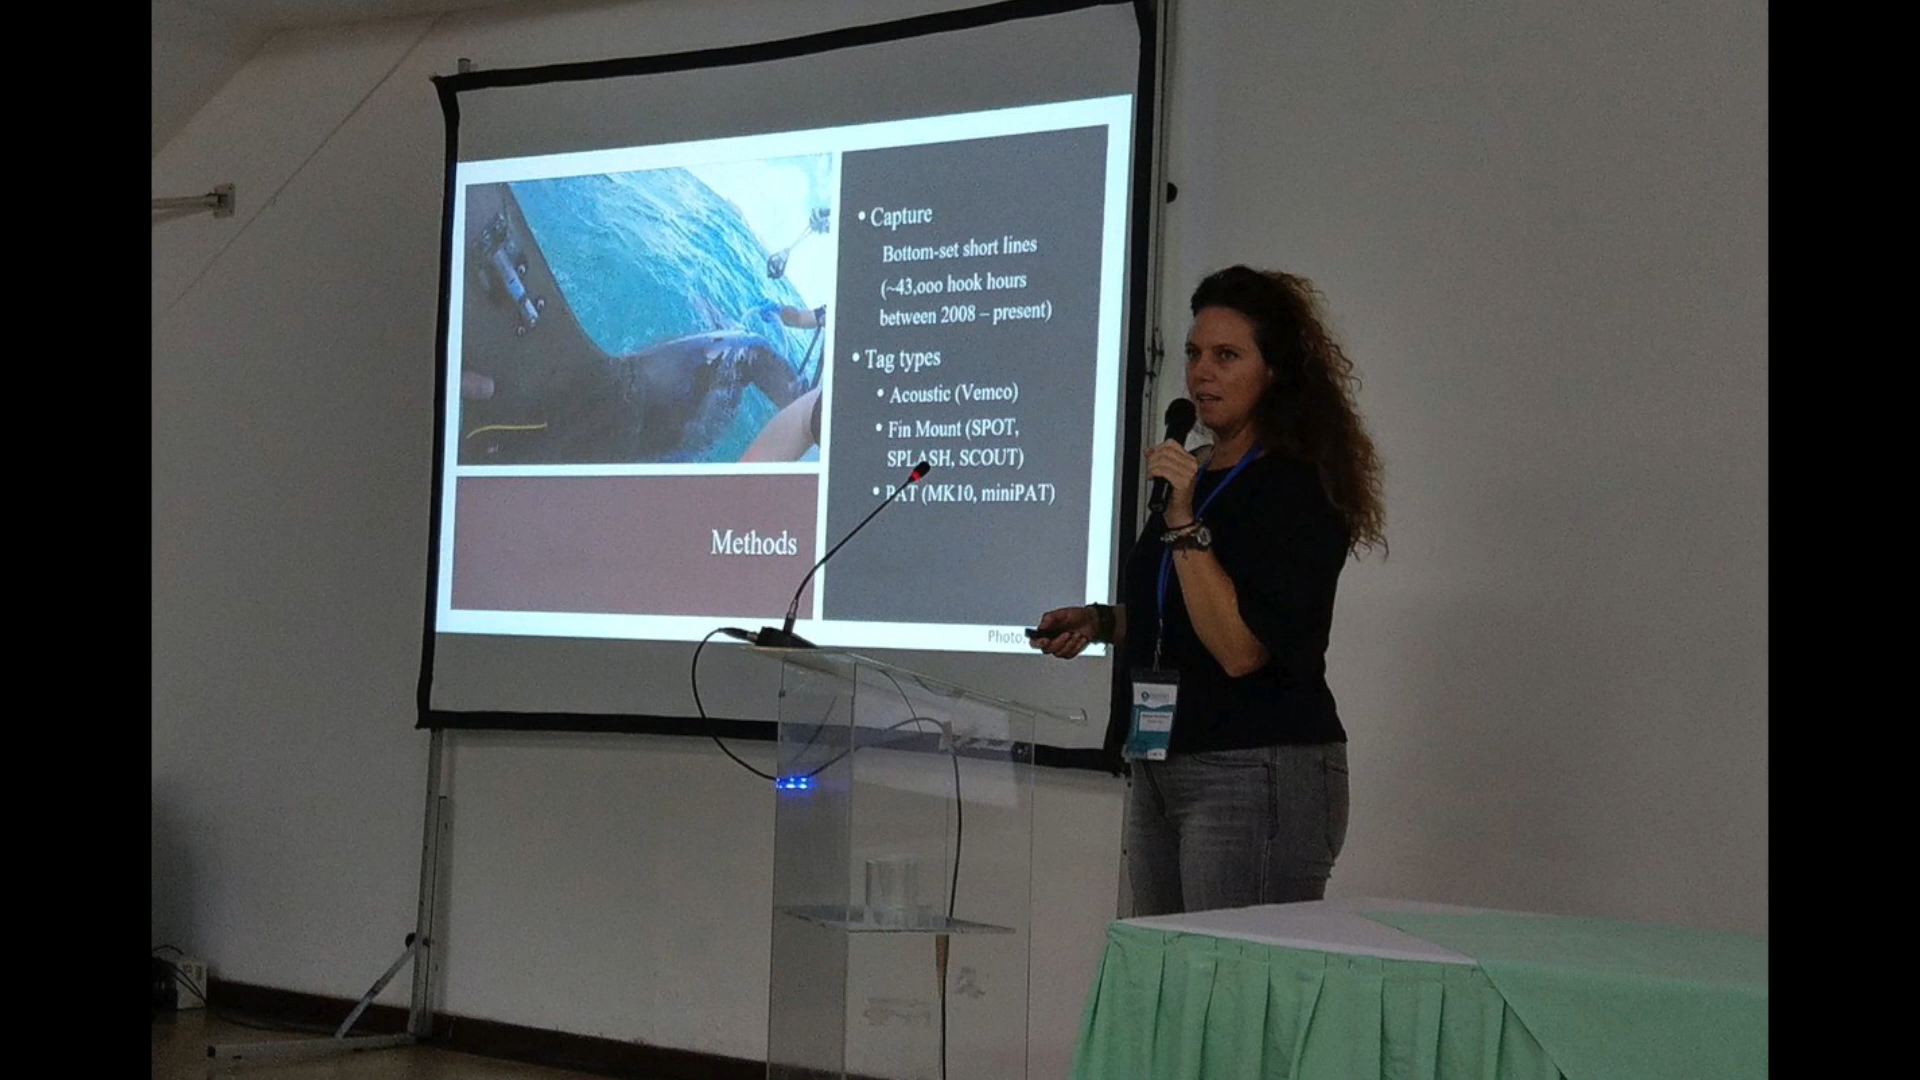 • Capture
Bottom-set short lines
(~43,000 hook hours
between 2008 – present)
• Tag types
• Acoustic (Vemco)
• Fin Mount (SPOT,
SPLASH, SCOUT)
• PAT (MK10, miniPAT)
Methods
Photo: